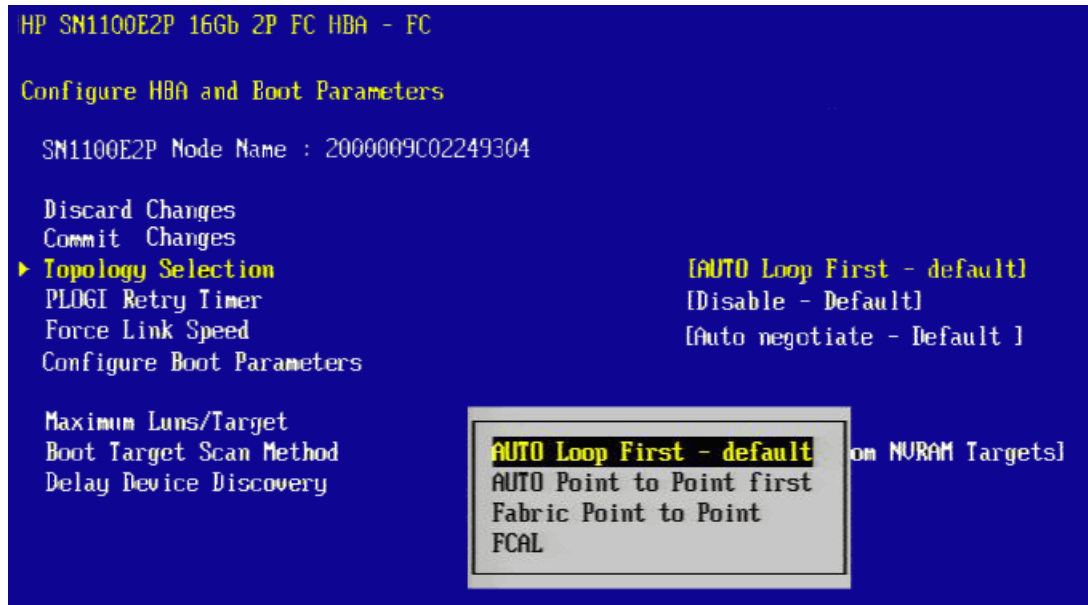 HP SN1100E2P 16Gb 2P FC HBA - FC
Configure HBA and Boot Parameters
SN1100E2P Node Name : 2000009C02249304
Discard Changes
Commit Changes
▶ Topology Selection [AUTO Loop First - default]
PLOGI Retry Timer [Disable - Default]
Force Link Speed [Auto negotiate - Default ]
Configure Boot Parameters
Maximum Luns/Target
Boot Target Scan Method om NVRAM Targets]
Delay Device Discovery
AUTO Loop First - default
AUTO Point to Point first
Fabric Point to Point
FCAL